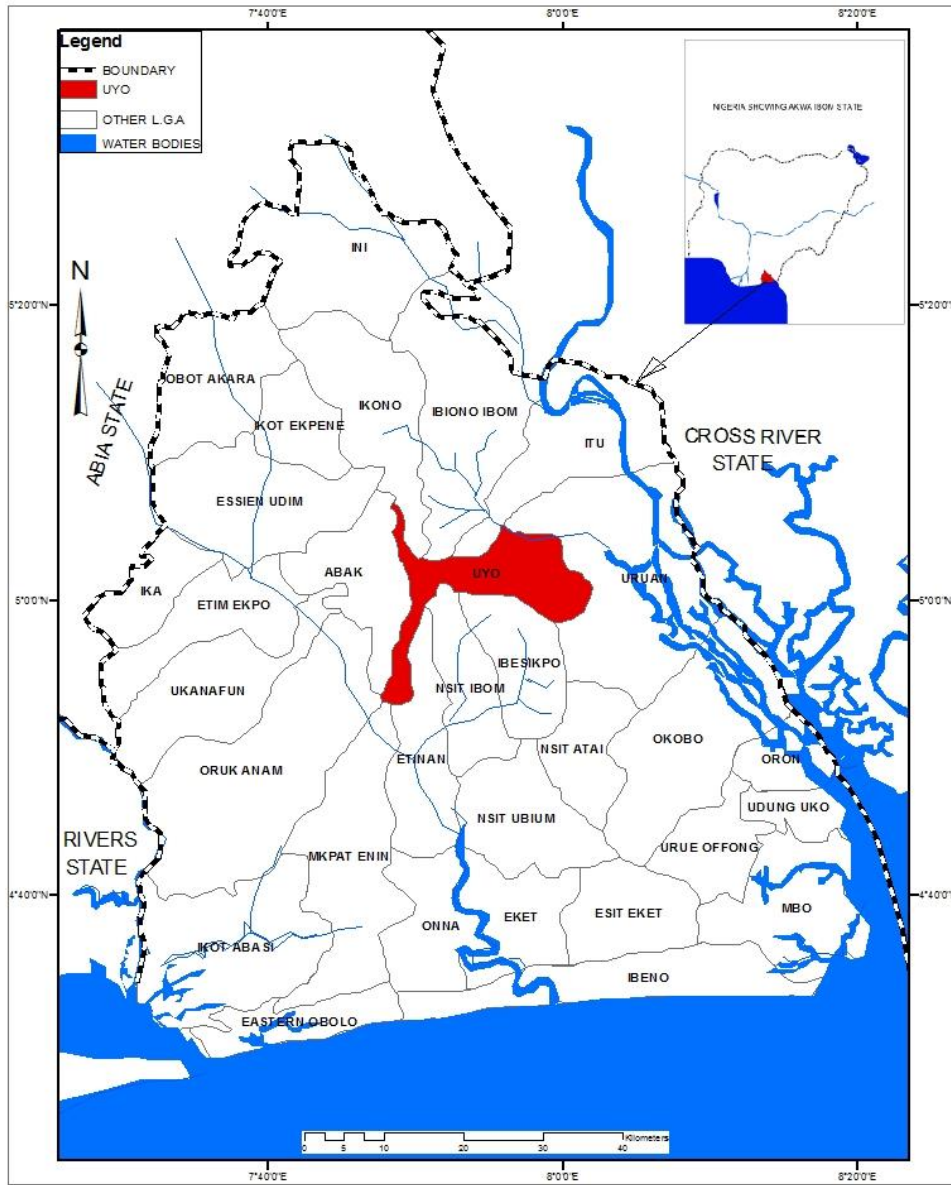 7°40'0"E
8°0'0"E
8°20'0"E
Legend
BOUNDARY
UYO
OTHER L.G.A
WATER BODIES
NIGERIA SHOWING AKWA IBOM STATE
N
INI
5°20'0"N
5°20'0"N
OBOT AKARA
IKOT EKPENE
IKONO
IBIONO IBOM
ITU
ABIA STATE
CROSS RIVER
STATE
ESSIEN UDIM
ABAK
UYO
URUAN
IKA
ETIM EKPO
5°0'0"N
5°0'0"N
UKANAFUN
NSIT IBOM
IBESIKPO
ORUK ANAM
ETINAN
NSIT ATAI
OKOBO
ORON
NSIT UBIUM
UDUNG UKO
RIVERS
STATE
MKPAT ENIN
URUE OFFONG
4°40'0"N
4°40'0"N
IKOT ABASI
ONNA
EKET
ESIT EKET
MBO
IBENO
EASTERN OBOLO
Kilometers
0 5 10 20 30 40
7°40'0"E
8°0'0"E
8°20'0"E